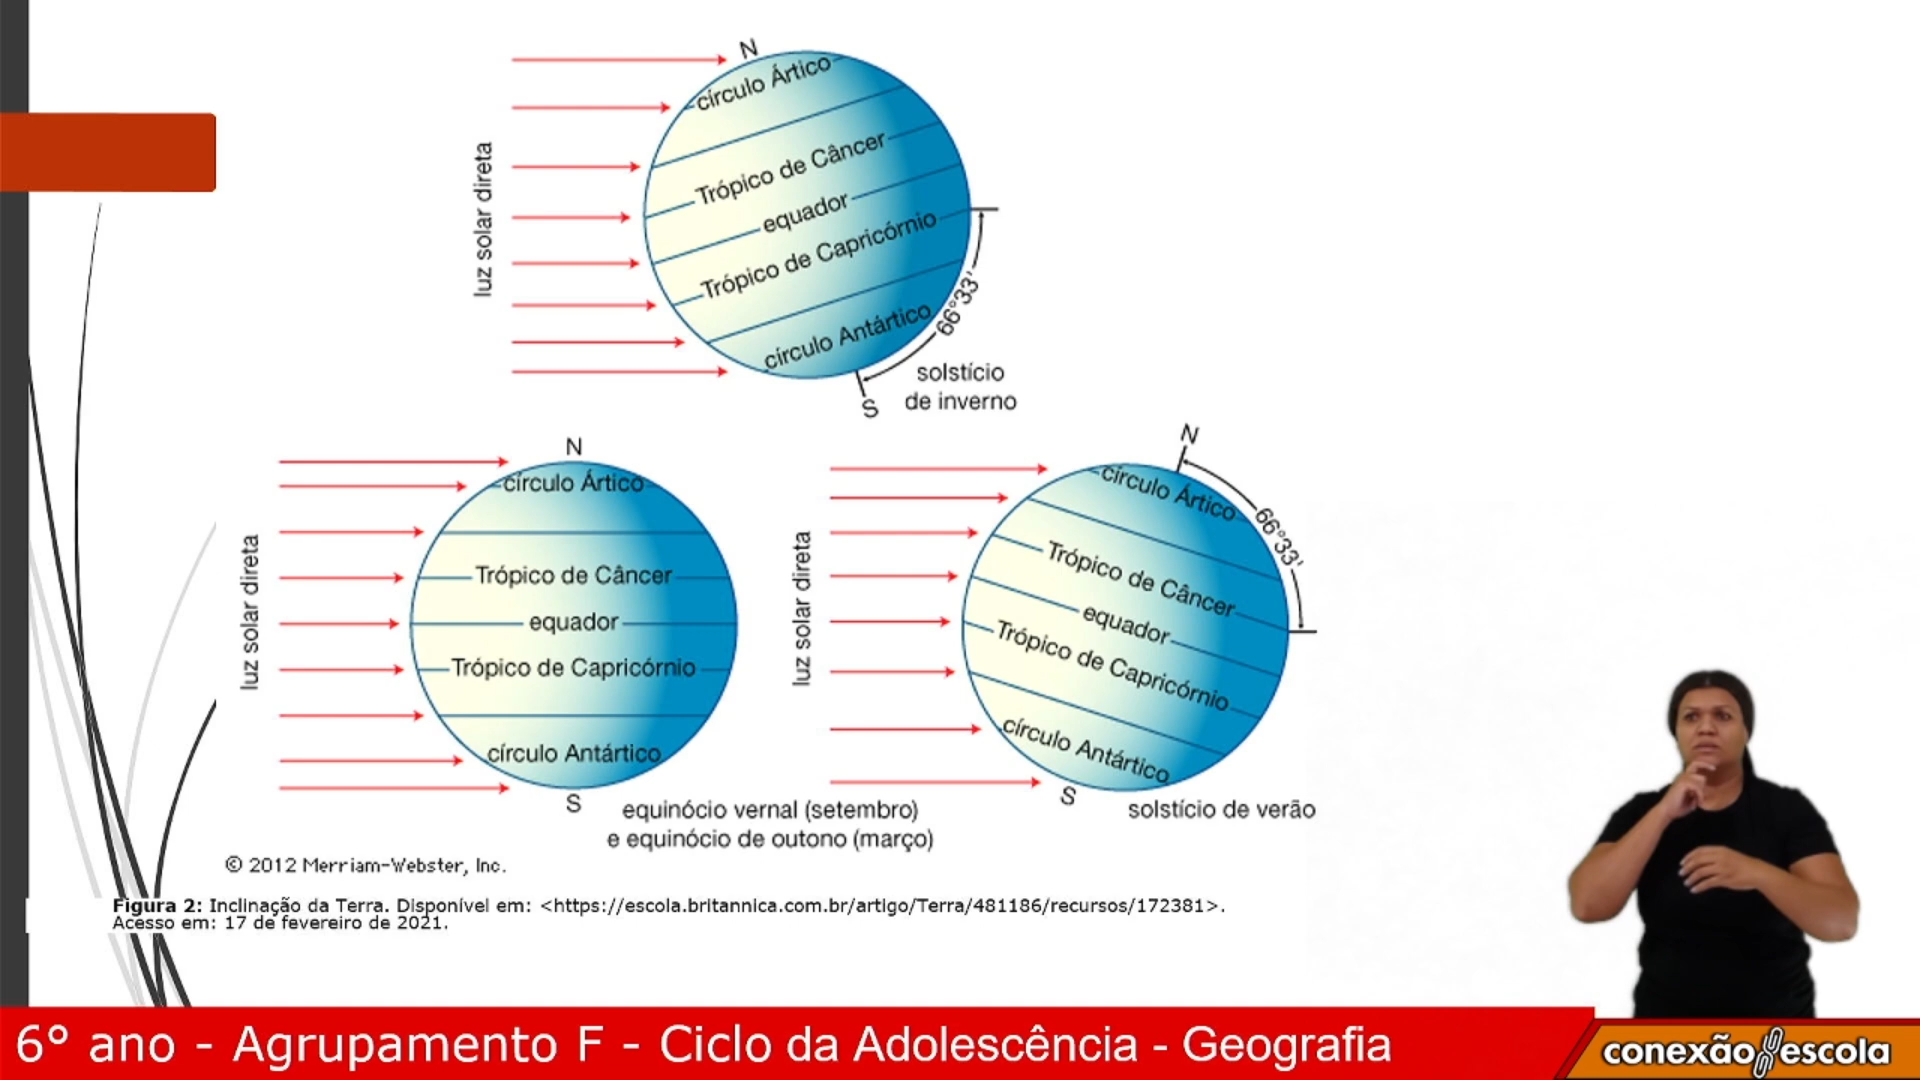 N
círculo Ártico
Trópico de Câncer
equador
Trópico de Capricórnio
círculo Antártico
luz solar direta
66°33'
S
solstício
de inverno
N
círculo Ártico
Trópico de Câncer
equador
Trópico de Capricórnio
círculo Antártico
luz solar direta
S
equinócio vernal (setembro)
e equinócio de outono (março)
N
círculo Ártico
66°33'
Trópico de Câncer
equador
Trópico de Capricórnio
círculo Antártico
luz solar direta
S
solstício de verão
© 2012 Merriam-Webster, Inc.
Figura 2: Inclinação da Terra. Disponível em: <https://escola.britannica.com.br/artigo/Terra/481186/recursos/172381>.
Acesso em: 17 de fevereiro de 2021.
6° ano - Agrupamento F - Ciclo da Adolescência - Geografia
conexão escola